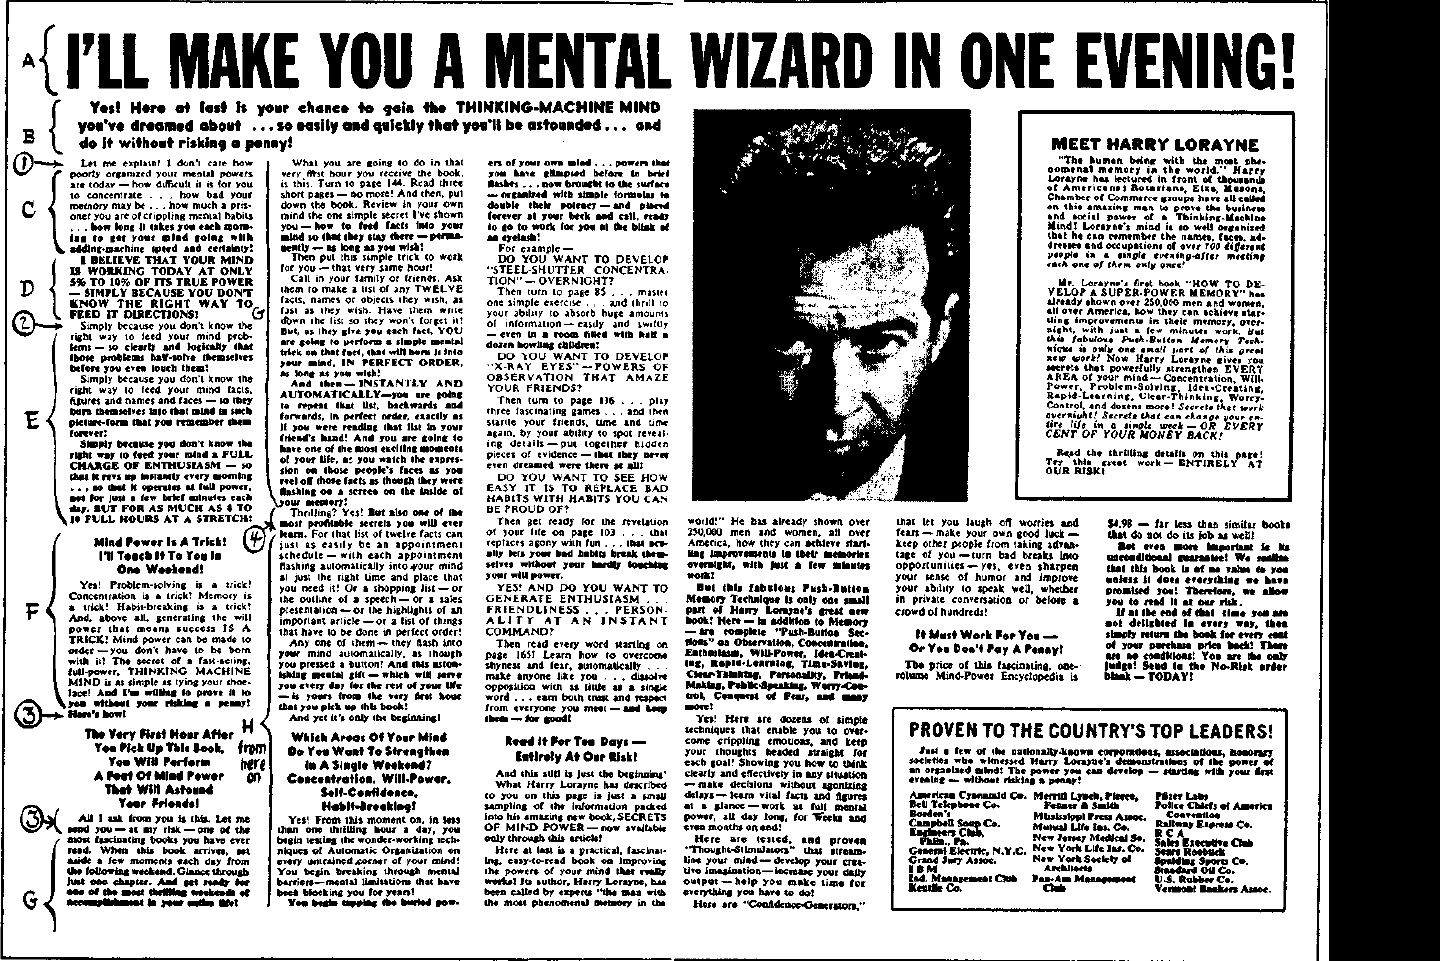 A
I'LL MAKE YOU A MENTAL WIZARD IN ONE EVENING!
B
Yes! Here at last is your chance to gain the THINKING-MACHINE MIND
you've dreamed about ...so easily and quickly that you'll be astounded... and
do it without risking a penny!
1
Let me explain! I don't care how
poorly organized your mental powers
are today — how difficult it is for you
to concentrate . . . how bad your
memory may be . . . how much a pris-
oner you are of crippling mental habits
. . . how long it takes you each morn-
ing to get your mind going with
adding-machine speed and certainty!
C
I BELIEVE THAT YOUR MIND
IS WORKING TODAY AT ONLY
5% TO 10% OF ITS TRUE POWER
— SIMPLY BECAUSE YOU DON'T
KNOW THE RIGHT WAY TO
FEED IT DIRECTIONS!
D
G
2
Simply because you don't know the
right way to feed your mind prob-
lems — so clearly and logically that
those problems half-solve themselves
before you even touch them!
Simply because you don't know the
right way to feed your mind facts,
figures and names and faces — so they
burn themselves into that mind in such
picture-form that you remember them
forever!
E
Simply because you don't know the
right way to feed your mind a FULL
CHARGE OF ENTHUSIASM — so
that it revs up instantly every morning
. . . so that it operates at full power,
not for just a few brief minutes each
day, BUT FOR AS MUCH AS 8 TO
10 FULL HOURS AT A STRETCH!
Mind Power Is A Trick!
I'll Teach It To You In
One Weekend!
F
Yes! Problem-solving is a trick!
Concentration is a trick! Memory is
a trick! Habit-breaking is a trick!
And, above all, generating the will
power that means success IS A
TRICK! Mind power can be made to
order — you don't have to be born
with it! The secret of a fast-acting,
full-power, THINKING MACHINE
MIND is as simple as tying your shoe-
lace! And I'm willing to prove it to
you without your risking a penny!
3
Here's how!
The Very First Hour After
You Pick Up This Book,
You Will Perform
A Feat Of Mind Power
That Will Astound
Your Friends!
3
All I ask from you is this. Let me
send you — at my risk — one of the
most fascinating books you have ever
read. When this book arrives, set
aside a few moments each day from
the following weekend. Glance through
just one chapter. And get ready for
one of the most thrilling weekends of
accomplishment in your entire life!
G
What you are going to do in that
very first hour you receive the book,
is this. Turn to page 144. Read three
short pages — no more! And then, put
down the book. Review in your own
mind the one simple secret I've shown
you — how to feed facts into your
mind so that they stay there — perma-
nently — as long as you wish!
Then put this simple trick to work
for you — that very same hour!
Call in your family or friends. Ask
them to make a list of any TWELVE
facts, names or objects they wish, as
fast as they wish. Have them write
down the list so they won't forget it!
But, as they give you each fact, YOU
are going to perform a simple mental
trick on that fact, that will burn it into
your mind, IN PERFECT ORDER,
as long as you wish!
And then — INSTANTLY AND
AUTOMATICALLY — you are going
to repeat that list, backwards and
forwards, in perfect order, exactly as
if you were reading that list in your
friend's hand! And you are going to
have one of the most exciting moments
of your life, as you watch the expres-
sion on those people's faces as you
reel off those facts as though they were
flashing on a screen on the inside of
your memory!
4
Thrilling? Yes! But also one of the
most profitable secrets you will ever
learn. For that list of twelve facts can
just as easily be an appointment
schedule — with each appointment
flashing automatically into your mind
at just the right time and place that
you need it! Or a shopping list — or
the outline of a speech — or a sales
presentation — or the highlights of an
important article — or a list of things
that have to be done in perfect order!
Any one of them — they flash into
your mind automatically, as though
you pressed a button! And this aston-
ishing mental gift — which will serve
you every day for the rest of your life
— is yours from the very first hour
that you pick up this book!
And yet it's only the beginning!
H
from
here
on
Which Areas Of Your Mind
Do You Want To Strengthen
In A Single Weekend?
Concentration, Will-Power,
Self-Confidence,
Habit-Breaking!
Yes! From this moment on, in less
than one thrilling hour a day, you
begin testing the wonder-working tech-
niques of Automatic Organization on
every untrained corner of your mind!
You begin breaking through mental
barriers — mental limitations that have
been blocking you for years!
You begin tapping the buried pow-
ers of your own mind . . . powers that
you have glimpsed before in brief
flashes . . . now brought to the surface
— organized with simple formulas to
double their potency — and placed
forever at your beck and call, ready
to go to work for you at the blink of
an eyelash!
For example —
DO YOU WANT TO DEVELOP
"STEEL-SHUTTER CONCENTRA-
TION" — OVERNIGHT?
Then turn to page 85 . . . master
one simple exercise . . . and thrill to
your ability to absorb huge amounts
of information — easily and swiftly
— even in a room filled with half a
dozen howling children!
DO YOU WANT TO DEVELOP
"X-RAY EYES" — POWERS OF
OBSERVATION THAT AMAZE
YOUR FRIENDS?
Then turn to page 116 . . . play
three fascinating games . . . and then
startle your friends, time and time
again, by your ability to spot reveal-
ing details — put together hidden
pieces of evidence — that they never
even dreamed were there at all!
DO YOU WANT TO SEE HOW
EASY IT IS TO REPLACE BAD
HABITS WITH HABITS YOU CAN
BE PROUD OF?
Then get ready for the revelation
of your life on page 103 . . . that
replaces agony with fun . . . that actu-
ally lets your bad habits break them-
selves without your hardly touching
your will power.
YES! AND DO YOU WANT TO
GENERATE ENTHUSIASM . . .
FRIENDLINESS . . . PERSON-
ALITY AT AN INSTANT
COMMAND?
Then read every word starting on
page 165! Learn how to overcome
shyness and fear, automatically . . .
make anyone like you . . . dissolve
opposition with as little as a single
word . . . earn both trust and respect
from everyone you meet — and keep
them — for good!
Read It For Ten Days —
Entirely At Our Risk!
And this still is just the beginning!
What Harry Lorayne has described
to you on this page is just a small
sampling of the information packed
into his amazing new book, SECRETS
OF MIND POWER — now available
only through this article!
Here at last is a practical, fascinat-
ing, easy-to-read book on improving
the powers of your mind that really
works! Its author, Harry Lorayne, has
been called by experts "the man with
the most phenomenal memory in the
world!" He has already shown over
250,000 men and women, all over
America, how they can achieve start-
ling improvements in their memories
overnight, with just a few minutes
work!
But this fabulous Push-Button
Memory Technique is only one small
part of Harry Lorayne's great new
book! Here — in addition to Memory
— are complete "Push-Button Sec-
tions" on Observation, Concentration,
Enthusiasm, Will-Power, Idea-Creat-
ing, Rapid-Learning, Time-Saving,
Clear-Thinking, Personality, Friend-
Making, Public-Speaking, Worry-Con-
trol, Conquest of Fear, and many
more!
Yes! Here are dozens of simple
techniques that enable you to over-
come crippling emotions, and keep
your thoughts headed straight for
each goal! Showing you how to think
clearly and effectively in any situation
— make decisions without agonizing
delays — learn vital facts and figures
at a glance — work at full mental
power, all day long, for Weeks and
even months on end!
Here are tested, and proven
"Thought-Stimulators" that stream-
line your mind — develop your crea-
tive imagination — increase your daily
output — help you make time for
everything you have to do!
Here are "Confidence-Generators,"
that let you laugh off worries and
fears — make your own good luck —
keep other people from taking advan-
tage of you — turn bad breaks into
opportunities — yes, even sharpen
your sense of humor and improve
your ability to speak well, whether
in private conversation or before a
crowd of hundreds!
It Must Work For You —
Or You Don't Pay A Penny!
The price of this fascinating, one-
volume Mind-Power Encyclopedia is
$4.98 — far less than similar books
that do not do its job as well!
But even more important is its
unconditional guarantee! We realize
that this book is of no value to you
unless it does everything we have
promised you! Therefore, we allow
you to read it at our risk.
If at the end of that time you are
not delighted in every way, then
simply return the book for every cent
of your purchase price back! There
are no conditions! You are the only
judge! Send in the No-Risk order
blank — TODAY!
MEET HARRY LORAYNE
"The human being with the most phe-
nomenal memory in the world." Harry
Lorayne has lectured in front of thousands
of Americans! Rotarians, Elks, Masons,
Chamber of Commerce groups have all called
on this amazing man to prove the business
and social power of a Thinking-Machine
Mind! Lorayne's mind is so well organized
that he can remember the names, faces, ad-
dresses and occupations of over 700 different
people in a single evening-after meeting
each one of them only once!
Mr. Lorayne's first book "HOW TO DE-
VELOP A SUPER-POWER MEMORY" has
already shown over 250,000 men and women,
all over America, how they can achieve star-
tling improvements in their memory, over-
night, with just a few minutes work. But
this fabulous Push-Button Memory Tech-
nique is only one small part of this great
new work! Now Harry Lorayne gives you
secrets that powerfully strengthen EVERY
AREA of your mind — Concentration, Will-
Power, Problem-Solving, Idea-Creating,
Rapid-Learning, Clear-Thinking, Worry-
Control, and dozens more! Secrets that work
overnight! Secrets that can change your en-
tire life in a single week — OR EVERY
CENT OF YOUR MONEY BACK!
Read the thrilling details on this page!
Try this great work — ENTIRELY AT
OUR RISK!
PROVEN TO THE COUNTRY'S TOP LEADERS!
Just a few of the nationally-known corporations, associations, honorary
societies who witnessed Harry Lorayne's demonstrations of the power of
an organized mind! The power you can develop — starting with your first
evening — without risking a penny!
American Cyanamid Co.
Bell Telephone Co.
Borden's
Campbell Soup Co.
Engineers Club,
Phila., Pa.
General Electric, N.Y.C.
Grand Jury Assoc.
I B M
Ind. Management Club
Kentile Co.
Merrill Lynch, Pierce,
Fenner & Smith
Mississippi Press Assoc.
Mutual Life Ins. Co.
New Jersey Medical So.
New York Life Ins. Co.
New York Society of
Architects
Pan-Am Management
Club
Pfizer Labs
Police Chiefs of America
Convention
Railway Express Co.
R C A
Sales Executive Club
Sears Roebuck
Spalding Sports Co.
Standard Oil Co.
U.S. Rubber Co.
Vermont Bankers Assoc.